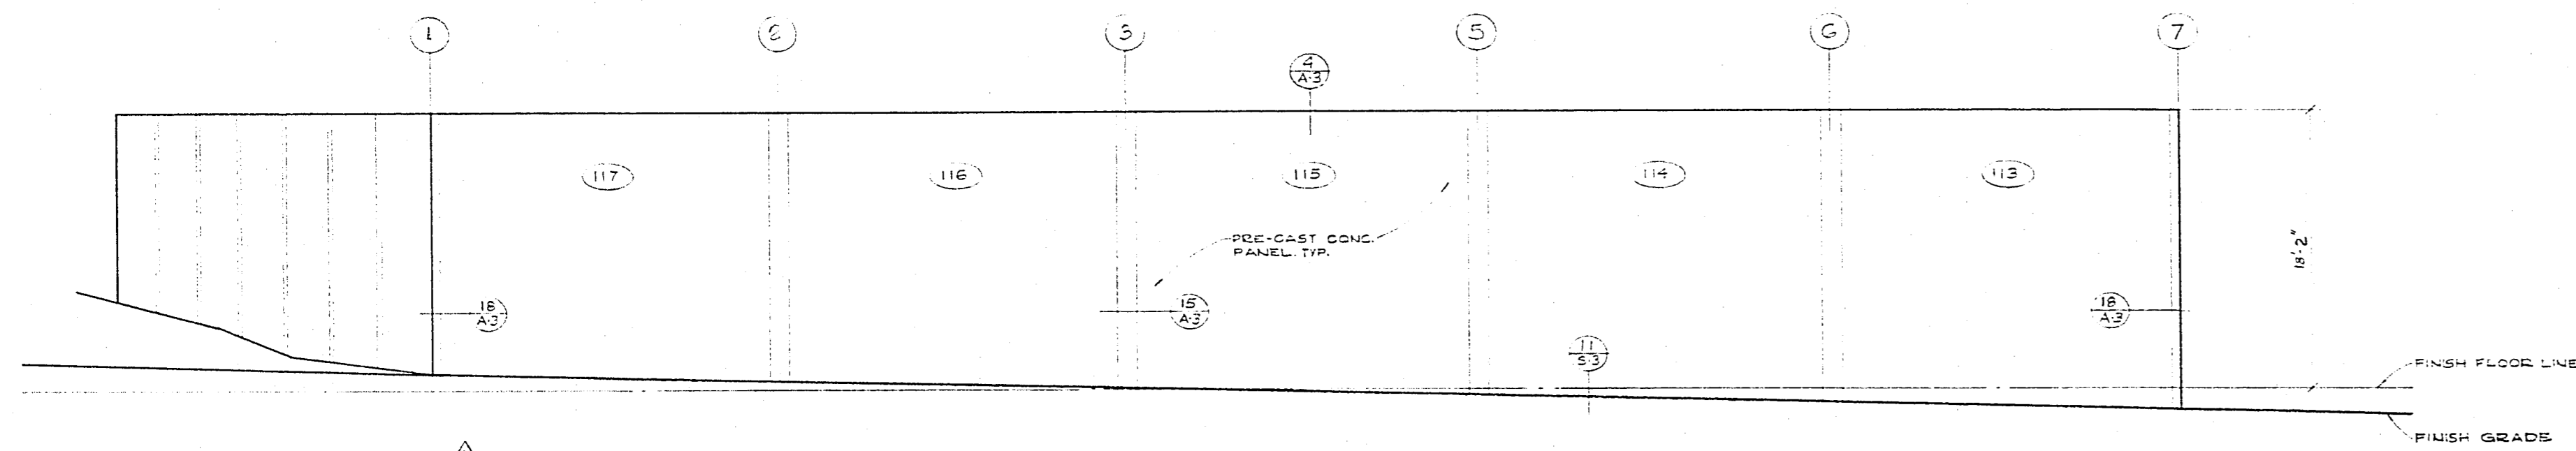 1
2
3
5
6
7
4
A-3
117
116
115
114
113
PRE-CAST CONC.
PANEL. TYP.
18'-2"
18
A-3
15
A-3
18
A-3
11
S-3
FINISH FLOOR LINE
FINISH GRADE